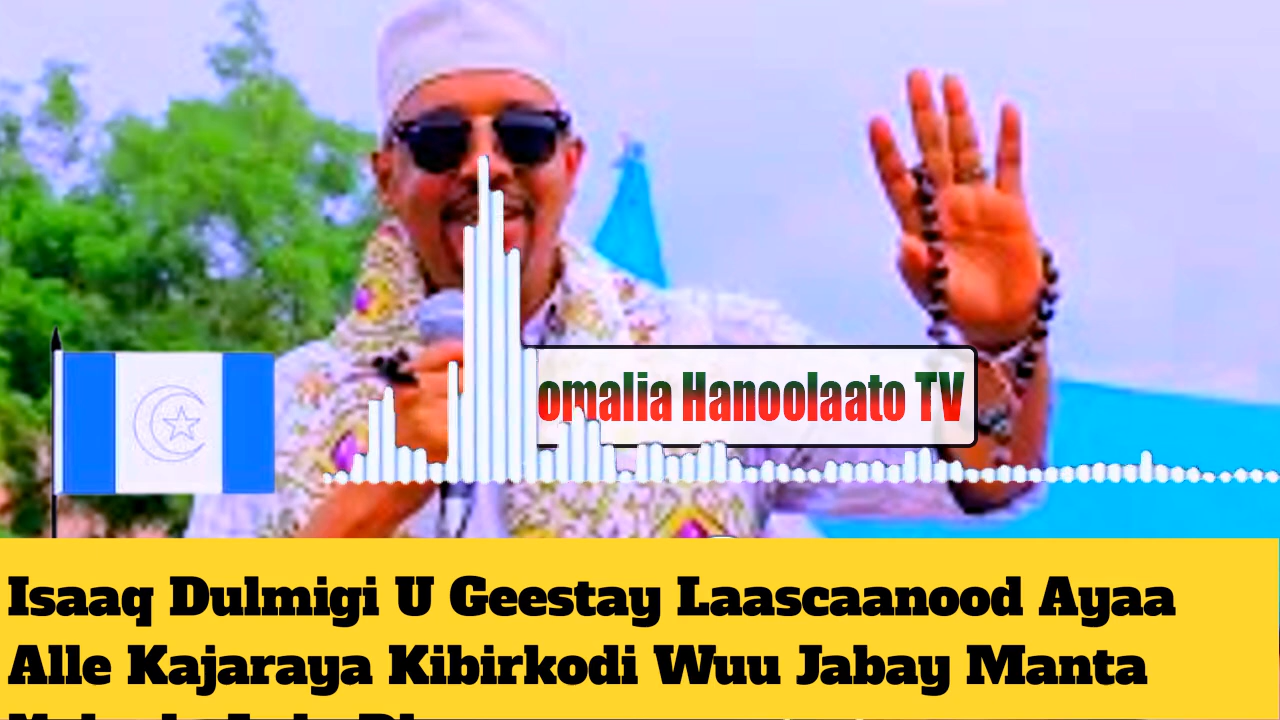 omalia Hanoolaato TV
Isaaq Dulmigi U Geestay Laascaanood Ayaa
Alle Kajaraya Kibirkodi Wuu Jabay Manta